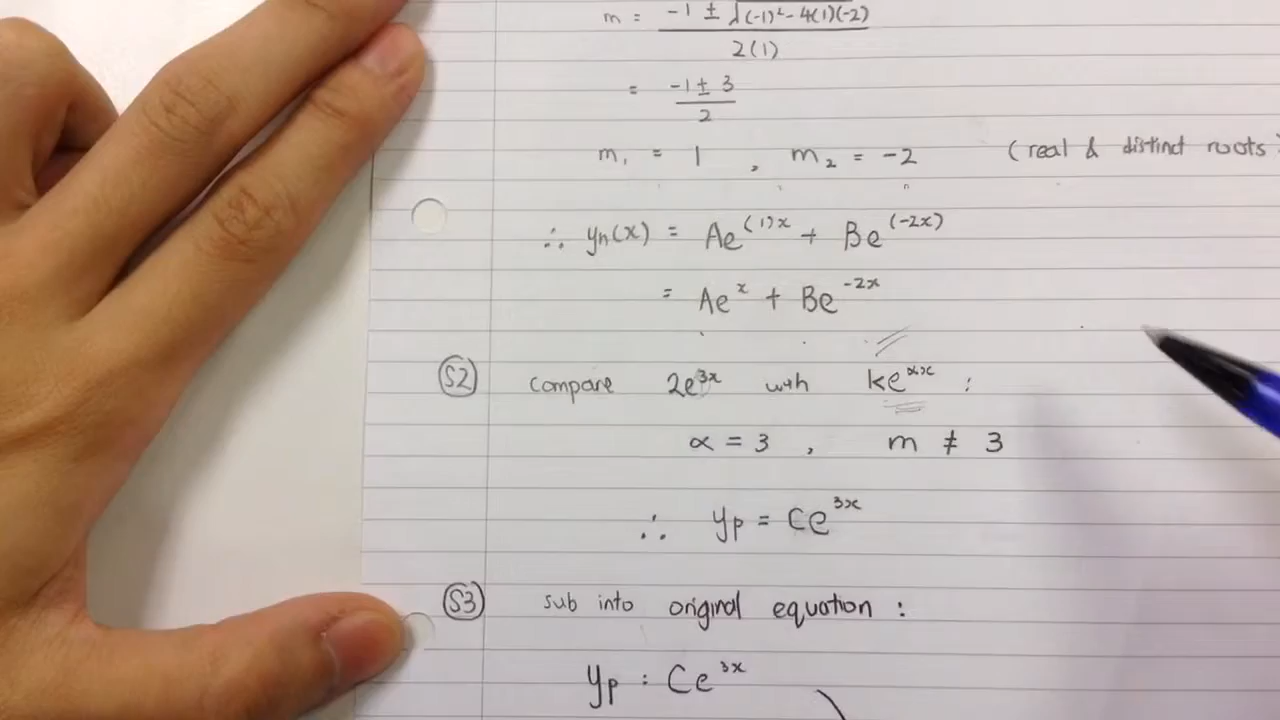 m = -1 ± √(-1)² - 4(1)(-2)
2(1)
= -1 ± 3
2
m₁ = 1 , m₂ = -2 (real & distinct roots)
∴ yₕ(x) = Ae^(1)x + Be^(-2x)
= Ae^x + Be^-2x
S2 compare 2e^3x with ke^αx :
α = 3 , m ≠ 3
∴ yp = Ce^3x
S3 sub into original equation :
yp = Ce^3x